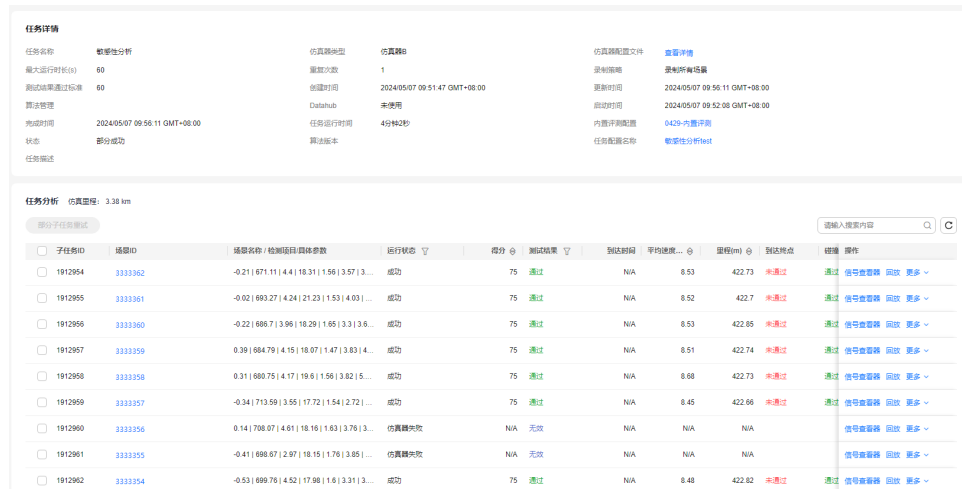 任务详情
任务名称 敏感性分析 仿真器类型 仿真器B 仿真器配置文件 查看详情
最大运行时长(s) 60 重复次数 1 录制策略 录制所有场景
测试结果通过标准 60 创建时间 2024/05/07 09:51:47 GMT+08:00 更新时间 2024/05/07 09:56:11 GMT+08:00
算法管理 Datahub 未使用 启动时间 2024/05/07 09:52:08 GMT+08:00
完成时间 2024/05/07 09:56:11 GMT+08:00 任务运行时间 4分钟2秒 内置评测配置 0429-内置评测
状态 部分成功 算法版本 任务配置名称 敏感性分析test
任务描述
任务分析 仿真里程: 3.38 km
部分子任务重试 请输入搜索内容
子任务ID 场景ID 场景名称 / 检测项目/具体参数 运行状态 得分 测试结果 到达时间 平均速度... 里程(m) 到达终点 碰撞 操作
1912954 3333362 -0.21 | 671.11 | 4.4 | 18.31 | 1.56 | 3.57 | 3... 成功 75 通过 N/A 8.53 422.73 未通过 通过 信号查看器 回放 更多
1912955 3333361 -0.02 | 693.27 | 4.24 | 21.23 | 1.53 | 4.03 | ... 成功 75 通过 N/A 8.52 422.7 未通过 通过 信号查看器 回放 更多
1912956 3333360 -0.22 | 686.7 | 3.96 | 18.29 | 1.65 | 3.3 | 3.6... 成功 75 通过 N/A 8.53 422.85 未通过 通过 信号查看器 回放 更多
1912957 3333359 0.39 | 684.79 | 4.15 | 18.07 | 1.47 | 3.83 | 4... 成功 75 通过 N/A 8.51 422.74 未通过 通过 信号查看器 回放 更多
1912958 3333358 0.31 | 680.75 | 4.17 | 19.6 | 1.56 | 3.82 | 5... 成功 75 通过 N/A 8.68 422.73 未通过 通过 信号查看器 回放 更多
1912959 3333357 -0.34 | 713.59 | 3.55 | 17.72 | 1.54 | 2.72 | ... 成功 75 通过 N/A 8.45 422.66 未通过 通过 信号查看器 回放 更多
1912960 3333356 0.14 | 708.07 | 4.61 | 18.16 | 1.63 | 3.76 | 3... 仿真器失败 N/A 无效 N/A N/A N/A 信号查看器 回放 更多
1912961 3333355 -0.41 | 698.67 | 2.97 | 18.15 | 1.76 | 3.85 | ... 仿真器失败 N/A 无效 N/A N/A N/A 信号查看器 回放 更多
1912962 3333354 -0.53 | 699.76 | 4.52 | 17.98 | 1.6 | 3.31 | 3... 成功 75 通过 N/A 8.48 422.82 未通过 通过 信号查看器 回放 更多